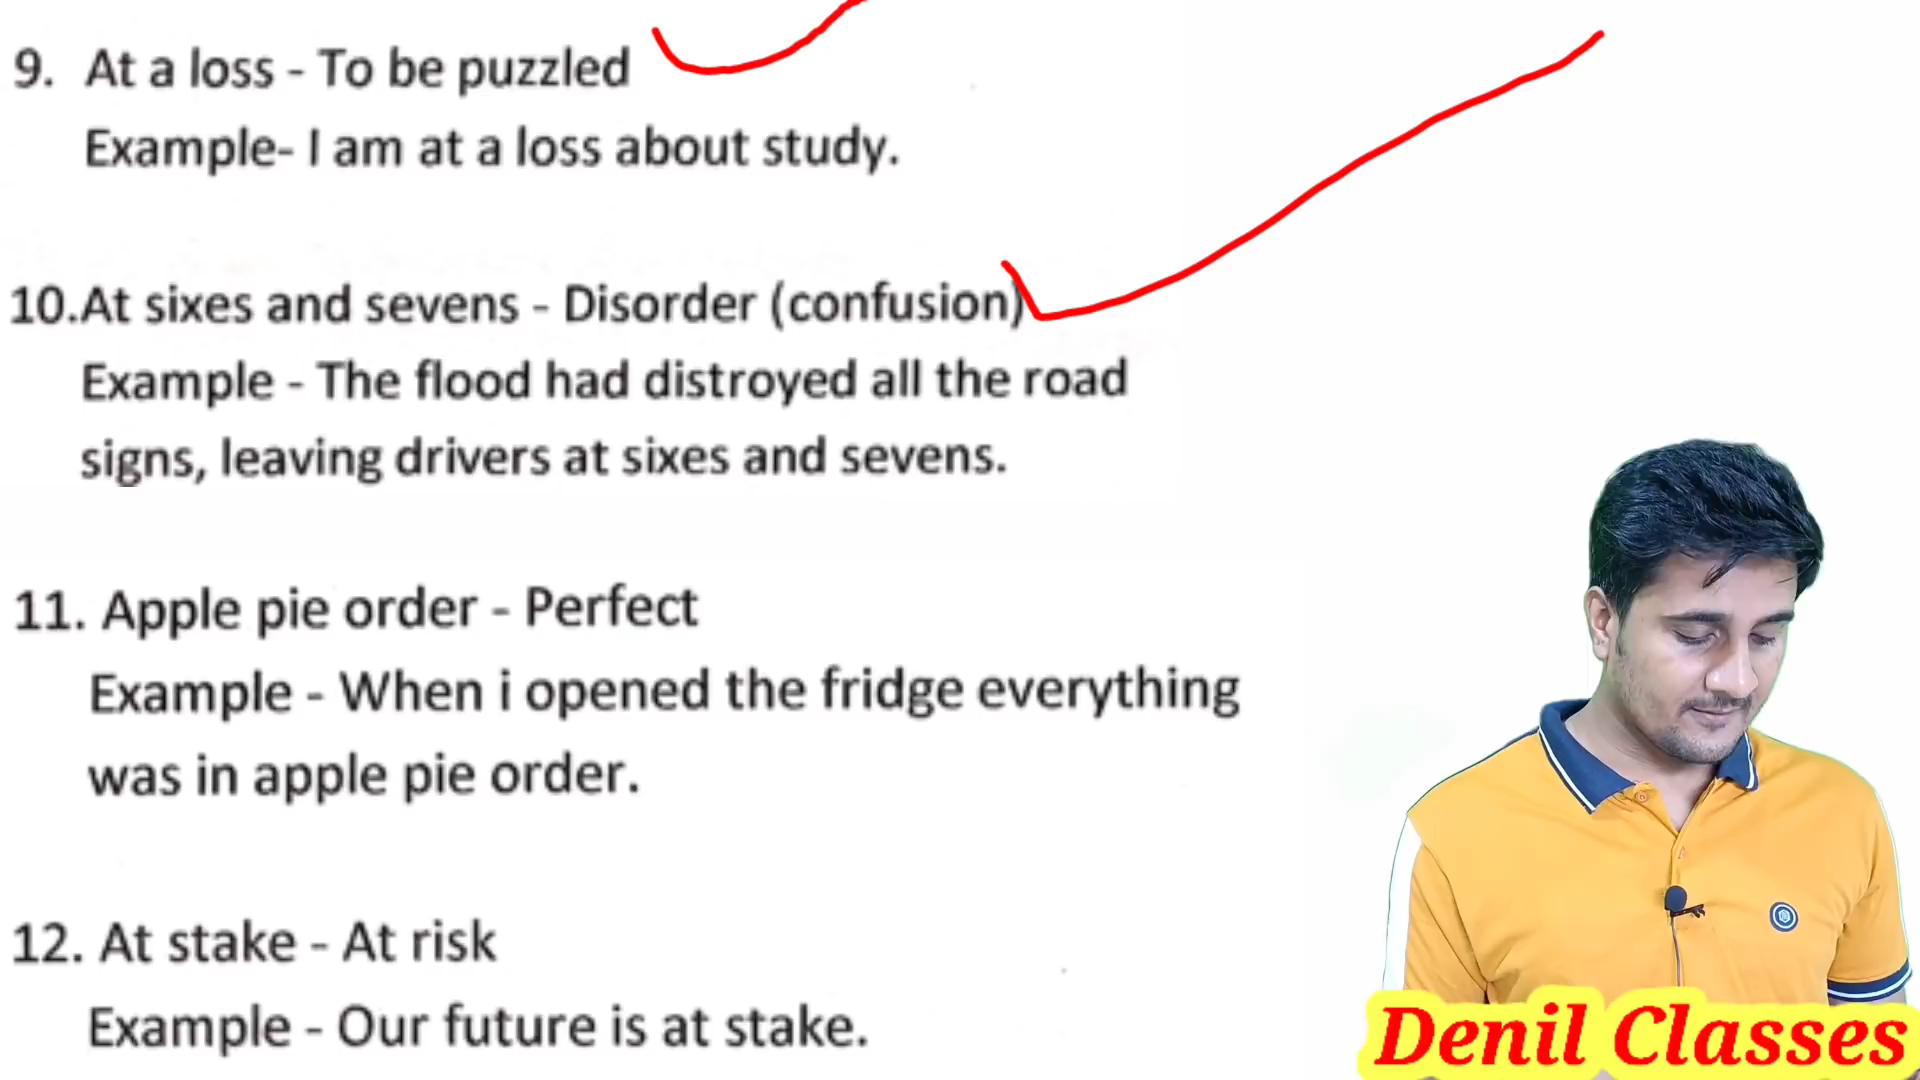 9. At a loss - To be puzzled
Example- I am at a loss about study.
10.At sixes and sevens - Disorder (confusion)
Example - The flood had distroyed all the road
signs, leaving drivers at sixes and sevens.
11. Apple pie order - Perfect
Example - When i opened the fridge everything
was in apple pie order.
12. At stake - At risk
Example - Our future is at stake.
Denil Classes